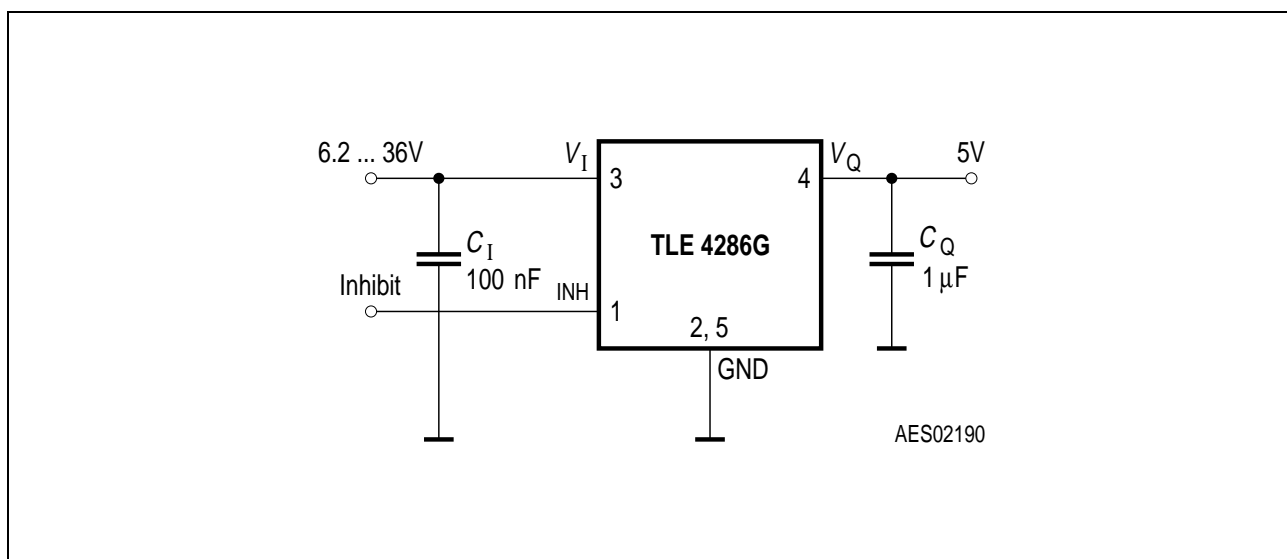 6.2 ... 36V
V_I
V_Q
5V
3
4
TLE 4286G
C_I
100 nF
C_Q
1 μF
Inhibit
INH
1
2, 5
GND
AES02190